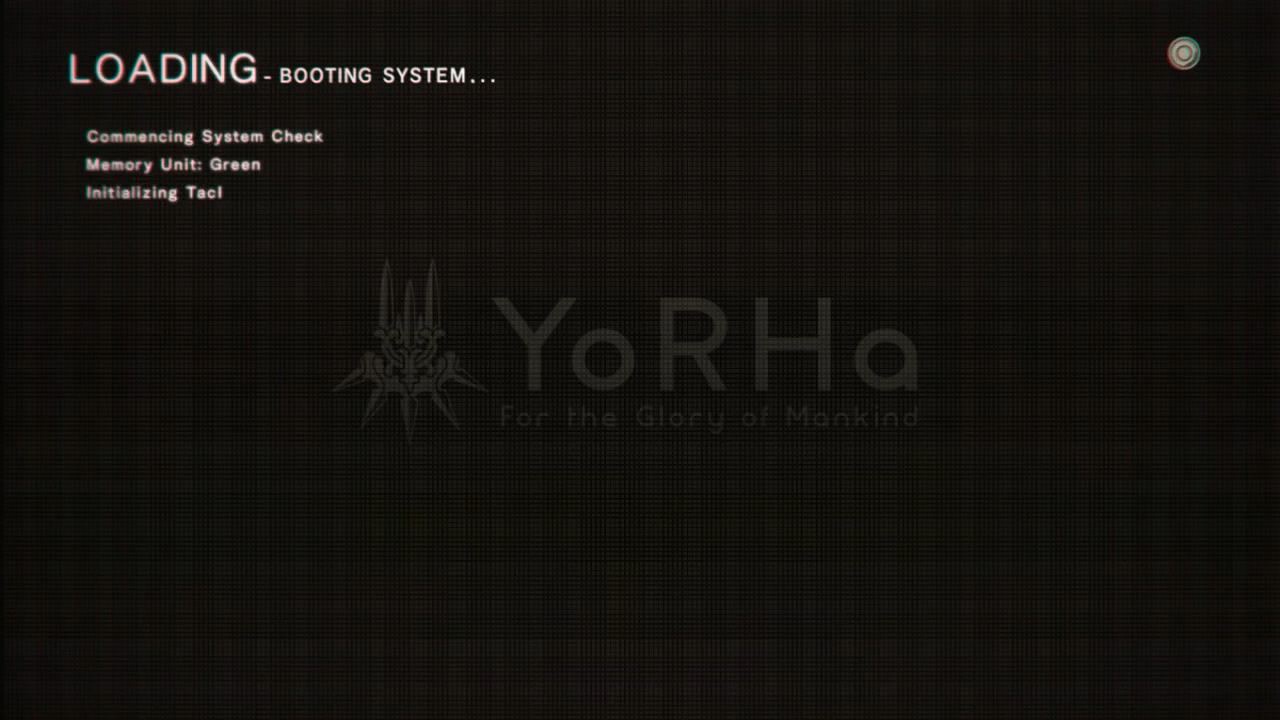 LOADING - BOOTING SYSTEM...
Commencing System Check
Memory Unit: Green
Initializing Tacl
YoRHa
For the Glory of Mankind